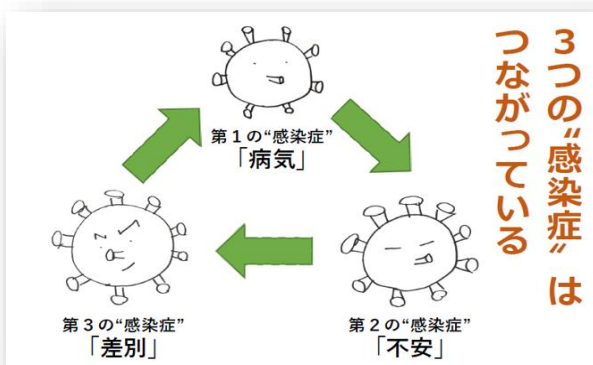 ３つの“感染症”は
つながっている
第１の“感染症”
「病気」
第２の“感染症”
「不安」
第３の“感染症”
「差別」